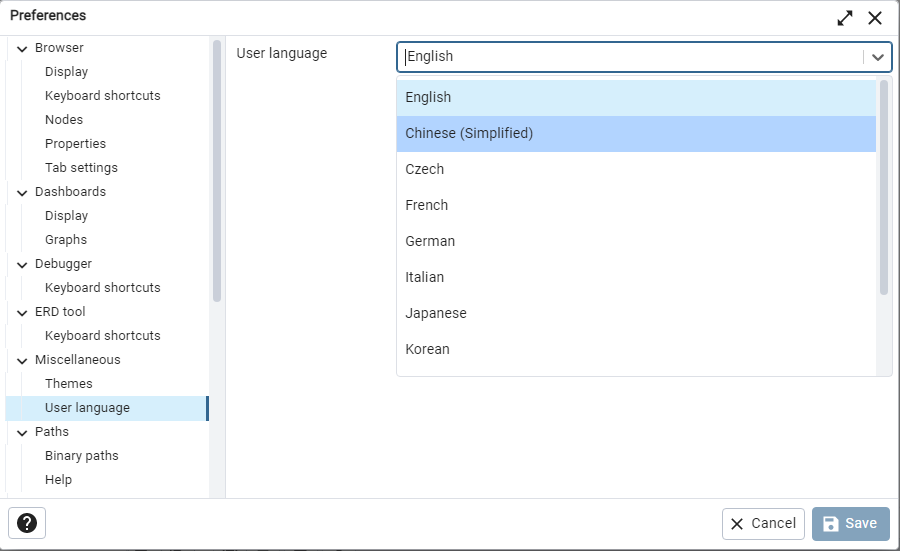 Preferences
Browser
Display
Keyboard shortcuts
Nodes
Properties
Tab settings
Dashboards
Display
Graphs
Debugger
Keyboard shortcuts
ERD tool
Keyboard shortcuts
Miscellaneous
Themes
User language
Paths
Binary paths
Help
User language
English
English
Chinese (Simplified)
Czech
French
German
Italian
Japanese
Korean
?
Cancel
Save